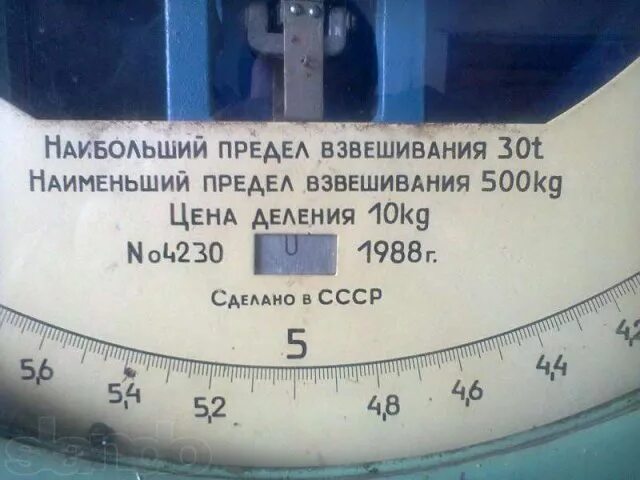 Наибольший предел взвешивания 30t
Наименьший предел взвешивания 500kg
Цена деления 10kg
No4230 U 1988г.
Сделано в СССР
5
5,6 5,4 5,2 4,8 4,6 4,4 4,2
slando